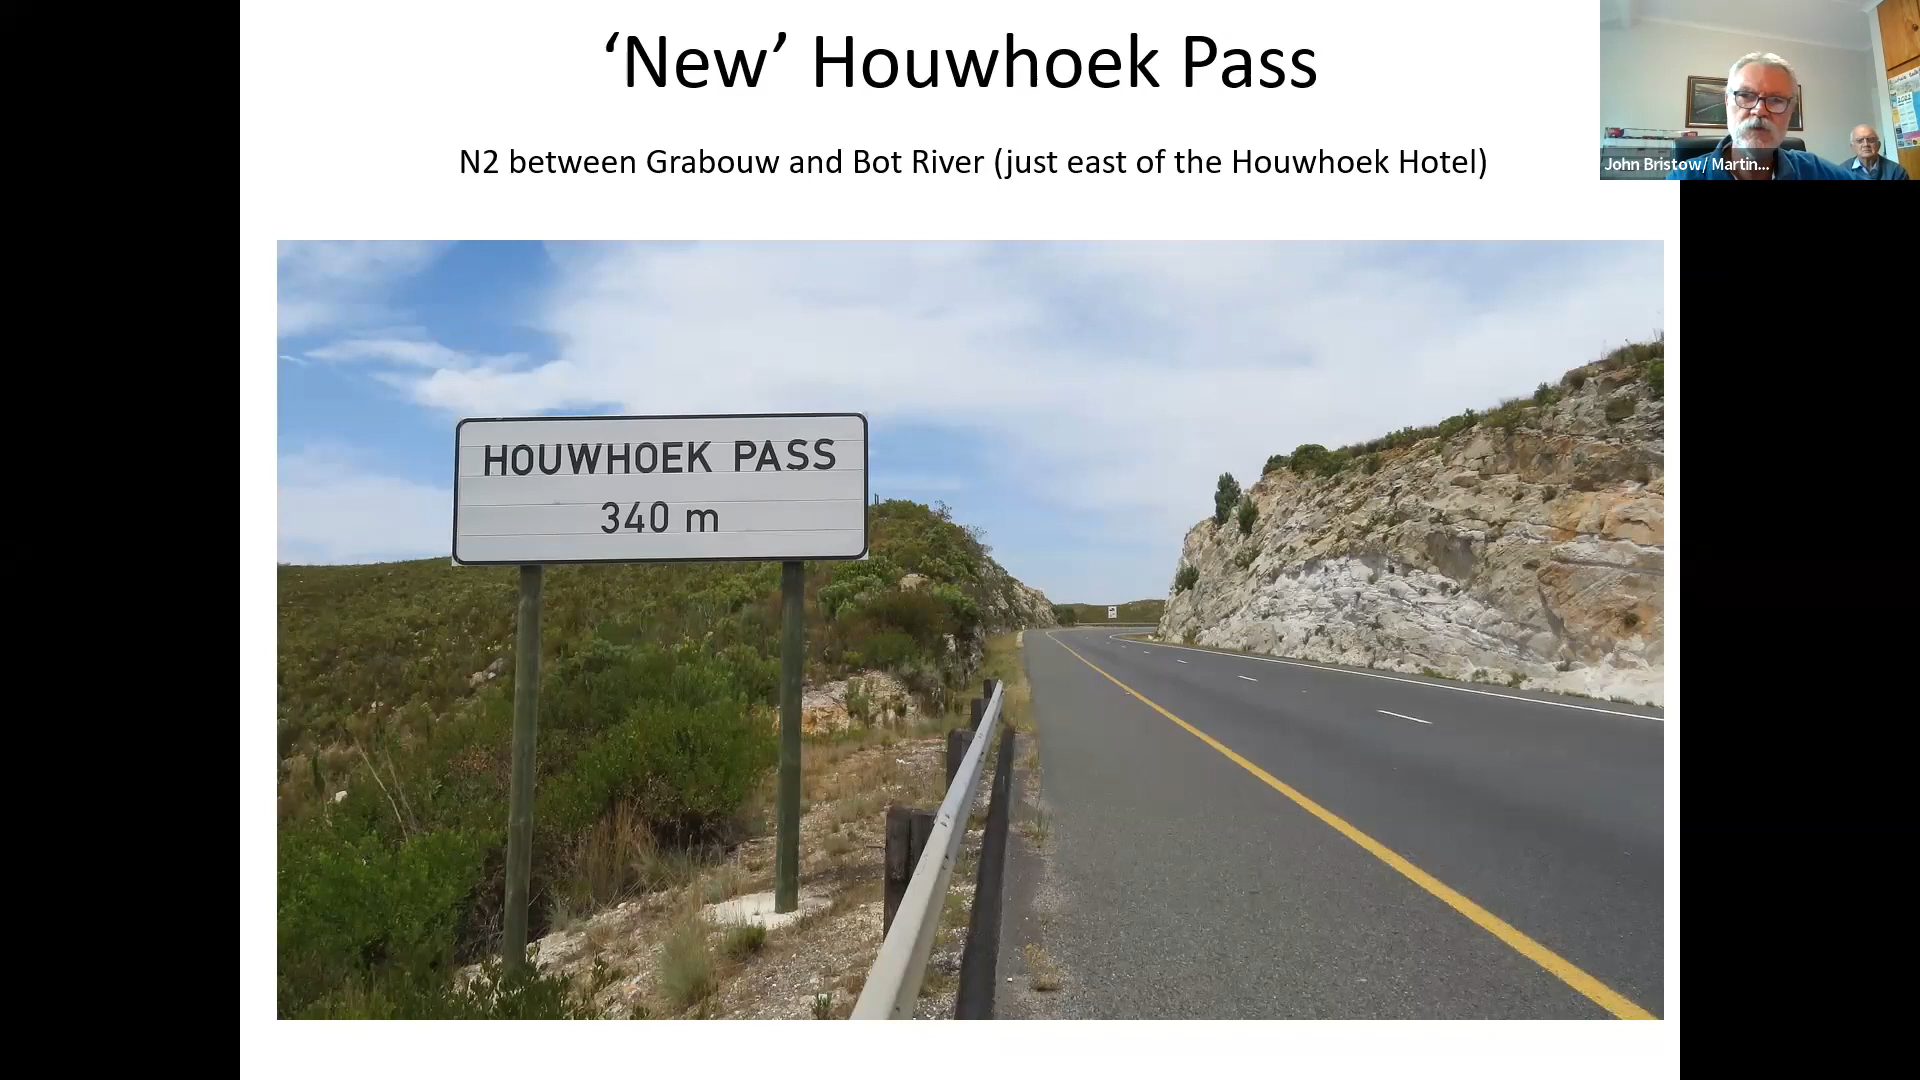 ‘New’ Houwhoek Pass
N2 between Grabouw and Bot River (just east of the Houwhoek Hotel)
John Bristow/ Martin...
HOUWHOEK PASS
340 m